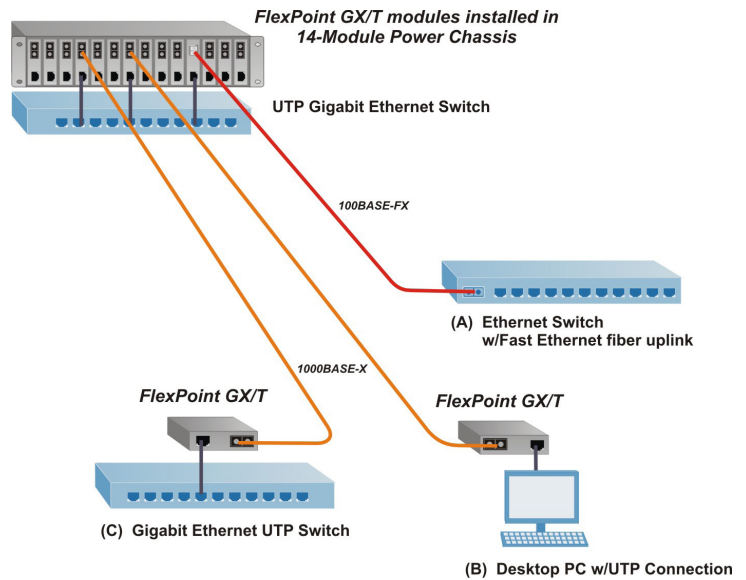 FlexPoint GX/T modules installed in
14-Module Power Chassis
UTP Gigabit Ethernet Switch
100BASE-FX
(A) Ethernet Switch
w/Fast Ethernet fiber uplink
1000BASE-X
FlexPoint GX/T
FlexPoint GX/T
(C) Gigabit Ethernet UTP Switch
(B) Desktop PC w/UTP Connection